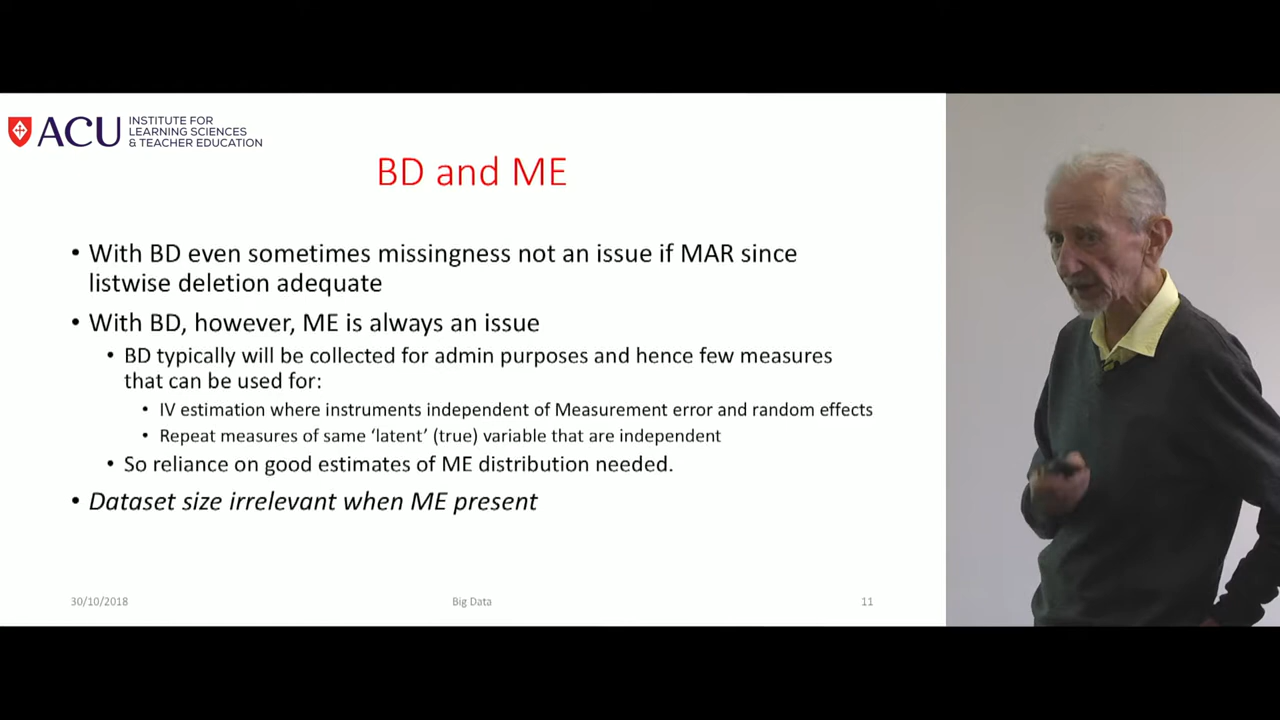 ACU
INSTITUTE FOR
LEARNING SCIENCES
& TEACHER EDUCATION
BD and ME
• With BD even sometimes missingness not an issue if MAR since
listwise deletion adequate
• With BD, however, ME is always an issue
• BD typically will be collected for admin purposes and hence few measures
that can be used for:
• IV estimation where instruments independent of Measurement error and random effects
• Repeat measures of same ‘latent’ (true) variable that are independent
• So reliance on good estimates of ME distribution needed.
• Dataset size irrelevant when ME present
30/10/2018
Big Data
11